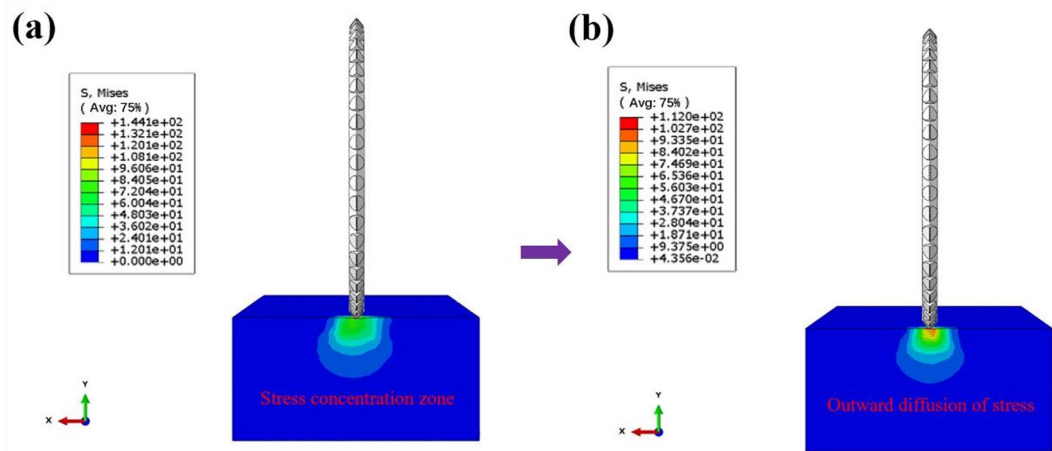 (a)
S, Mises
(Avg: 75%)
+1.441e+02
+1.321e+02
+1.201e+02
+1.081e+02
+9.606e+01
+8.405e+01
+7.204e+01
+6.004e+01
+4.803e+01
+3.602e+01
+2.401e+01
+1.201e+01
+0.000e+00
Stress concentration zone
Y
X
(b)
S, Mises
(Avg: 75%)
+1.120e+02
+1.027e+02
+9.335e+01
+8.402e+01
+7.469e+01
+6.536e+01
+5.603e+01
+4.670e+01
+3.737e+01
+2.804e+01
+1.871e+01
+9.375e+00
+4.356e-02
Outward diffusion of stress
Y
X